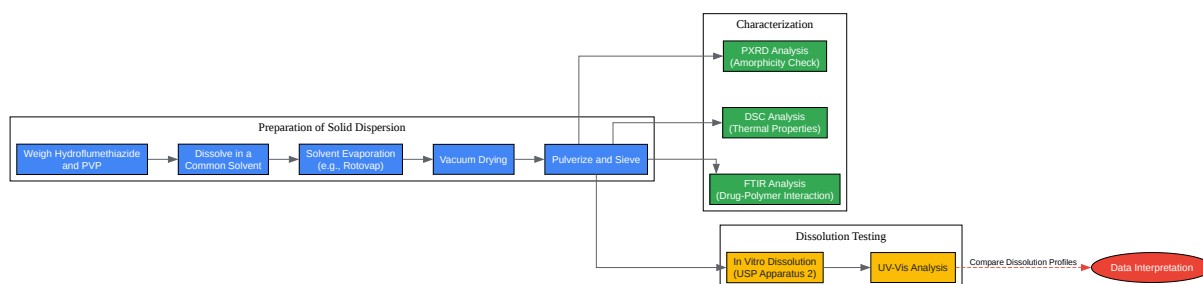 Characterization
PXRD Analysis
(Amorphicity Check)
DSC Analysis
(Thermal Properties)
FTIR Analysis
(Drug-Polymer Interaction)
Preparation of Solid Dispersion
Weigh Hydroflumethiazide
and PVP
Dissolve in a
Common Solvent
Solvent Evaporation
(e.g., Rotovap)
Vacuum Drying
Pulverize and Sieve
Dissolution Testing
In Vitro Dissolution
(USP Apparatus 2)
UV-Vis Analysis
Compare Dissolution Profiles
Data Interpretation